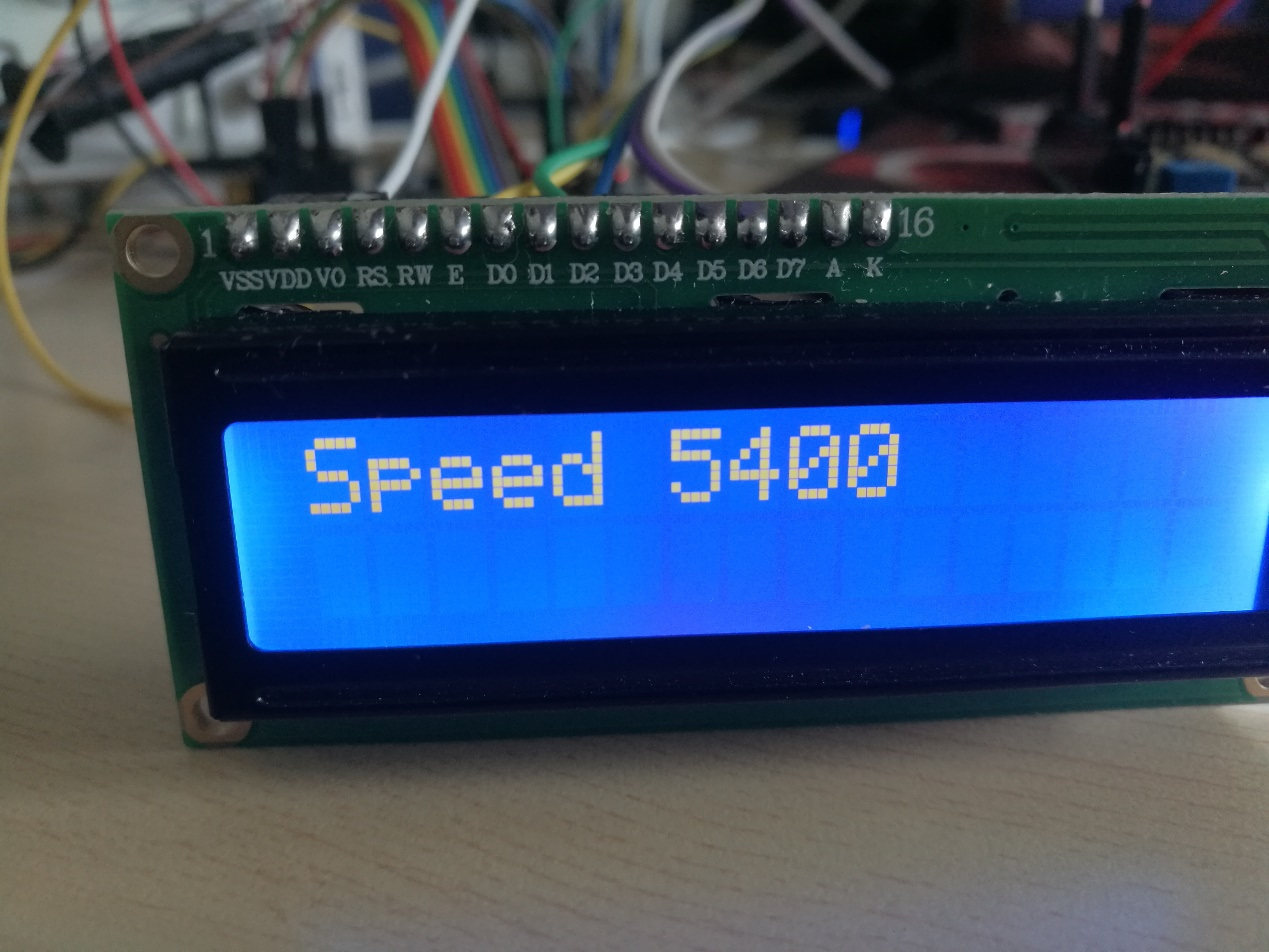 1 16
VSS VDD V0 RS RW E D0 D1 D2 D3 D4 D5 D6 D7 A K
Speed 5400